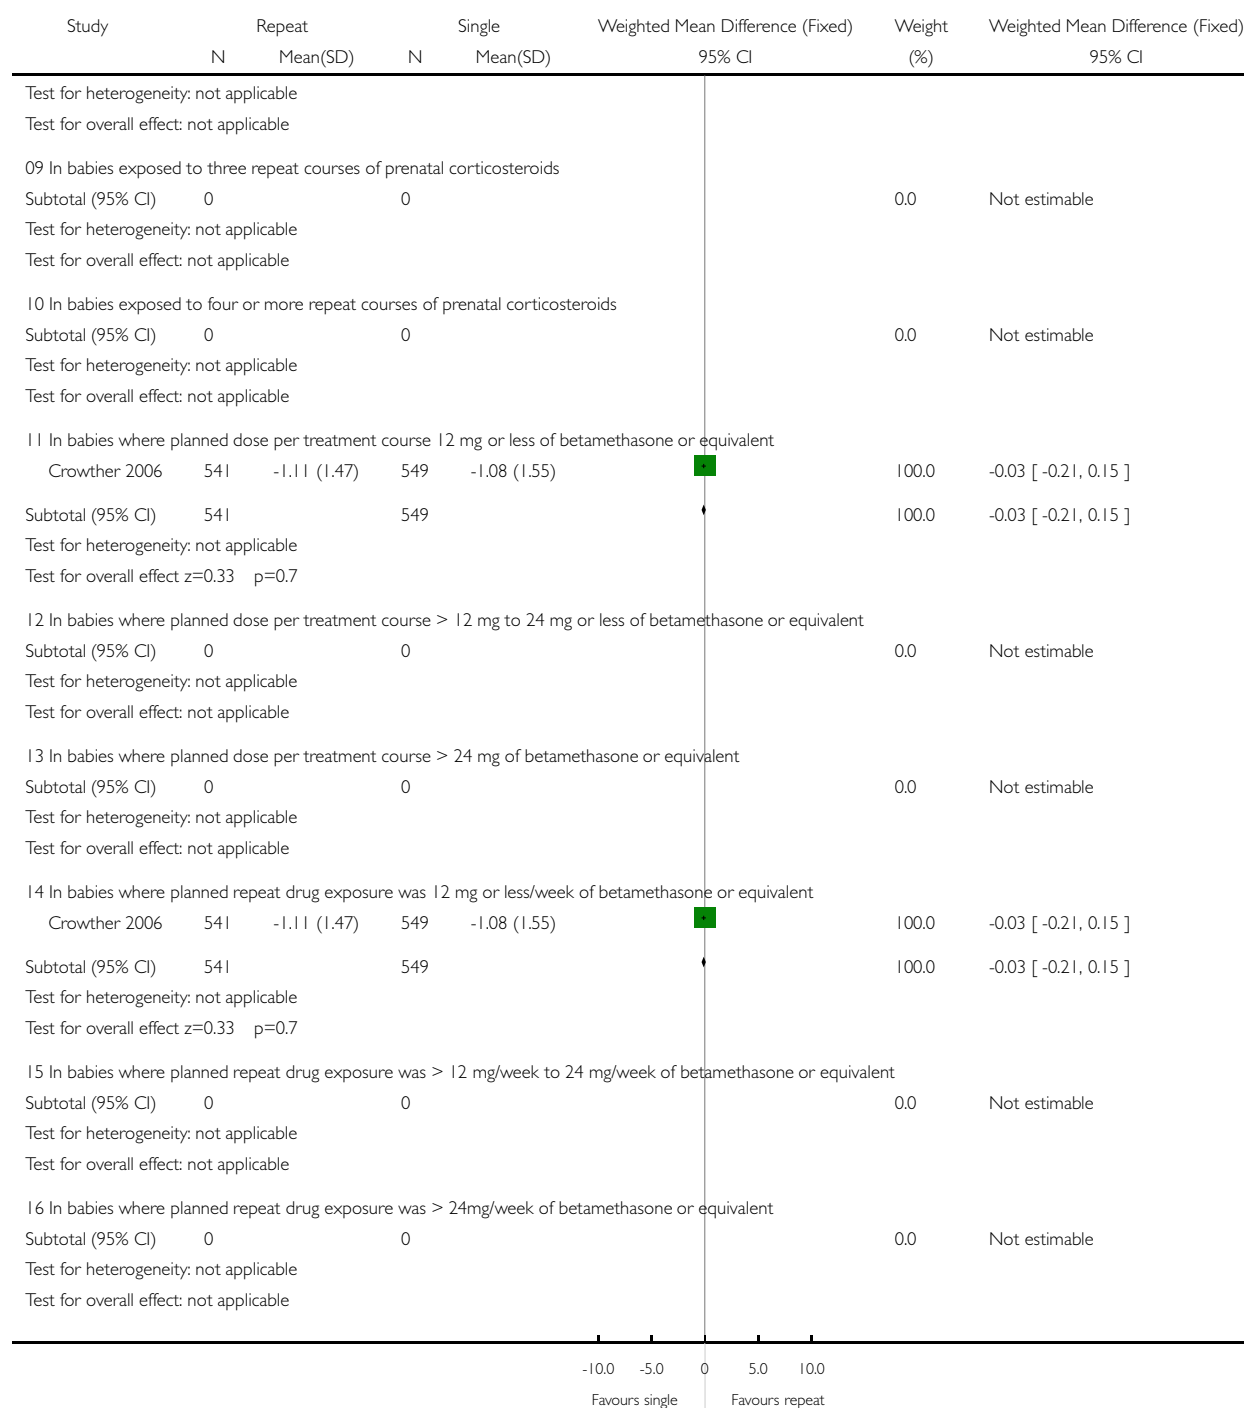 Study Repeat Single Weighted Mean Difference (Fixed) Weight Weighted Mean Difference (Fixed)
N Mean(SD) N Mean(SD) 95% CI (%) 95% CI
Test for heterogeneity: not applicable
Test for overall effect: not applicable
09 In babies exposed to three repeat courses of prenatal corticosteroids
Subtotal (95% CI) 0 0 0.0 Not estimable
Test for heterogeneity: not applicable
Test for overall effect: not applicable
10 In babies exposed to four or more repeat courses of prenatal corticosteroids
Subtotal (95% CI) 0 0 0.0 Not estimable
Test for heterogeneity: not applicable
Test for overall effect: not applicable
11 In babies where planned dose per treatment course 12 mg or less of betamethasone or equivalent
Crowther 2006 541 -1.11 (1.47) 549 -1.08 (1.55) 100.0 -0.03 [ -0.21, 0.15 ]
Subtotal (95% CI) 541 549 100.0 -0.03 [ -0.21, 0.15 ]
Test for heterogeneity: not applicable
Test for overall effect z=0.33 p=0.7
12 In babies where planned dose per treatment course > 12 mg to 24 mg or less of betamethasone or equivalent
Subtotal (95% CI) 0 0 0.0 Not estimable
Test for heterogeneity: not applicable
Test for overall effect: not applicable
13 In babies where planned dose per treatment course > 24 mg of betamethasone or equivalent
Subtotal (95% CI) 0 0 0.0 Not estimable
Test for heterogeneity: not applicable
Test for overall effect: not applicable
14 In babies where planned repeat drug exposure was 12 mg or less/week of betamethasone or equivalent
Crowther 2006 541 -1.11 (1.47) 549 -1.08 (1.55) 100.0 -0.03 [ -0.21, 0.15 ]
Subtotal (95% CI) 541 549 100.0 -0.03 [ -0.21, 0.15 ]
Test for heterogeneity: not applicable
Test for overall effect z=0.33 p=0.7
15 In babies where planned repeat drug exposure was > 12 mg/week to 24 mg/week of betamethasone or equivalent
Subtotal (95% CI) 0 0 0.0 Not estimable
Test for heterogeneity: not applicable
Test for overall effect: not applicable
16 In babies where planned repeat drug exposure was > 24mg/week of betamethasone or equivalent
Subtotal (95% CI) 0 0 0.0 Not estimable
Test for heterogeneity: not applicable
Test for overall effect: not applicable
-10.0 -5.0 0 5.0 10.0
Favours single Favours repeat